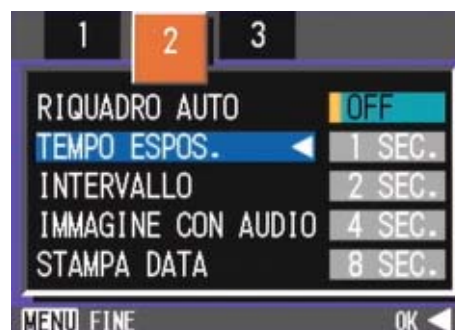 1 2 3
RIQUADRO AUTO OFF
TEMPO ESPOS. 1 SEC.
INTERVALLO 2 SEC.
IMMAGINE CON AUDIO 4 SEC.
STAMPA DATA 8 SEC.
MENU FINE OK